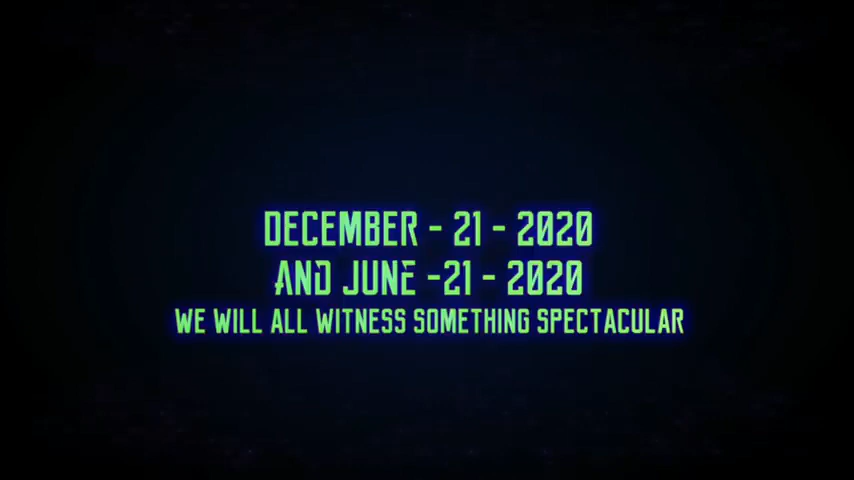 DECEMBER - 21 - 2020
AND JUNE -21 - 2020
WE WILL ALL WITNESS SOMETHING SPECTACULAR